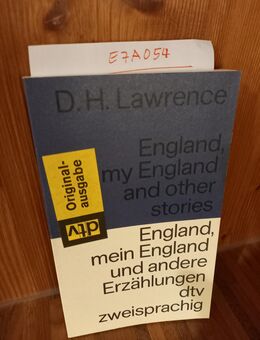 E7A054
D.H. Lawrence
England,
my England
and other
stories
Original-
ausgabe
dtv
England,
mein England
und andere
Erzählungen
dtv
zweisprachig